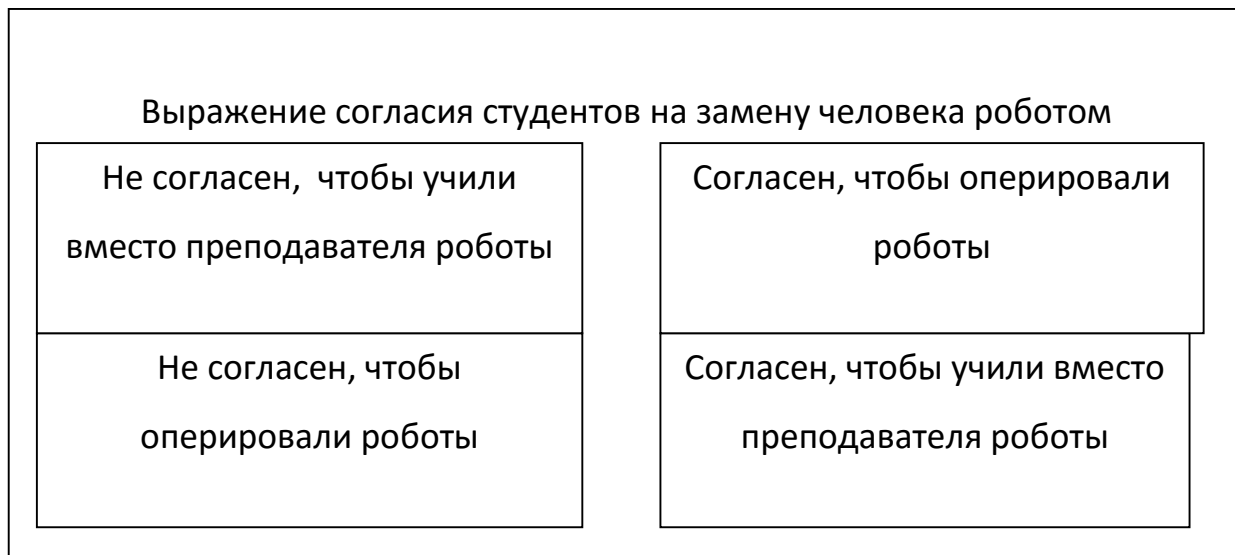 Выражение согласия студентов на замену человека роботом
Не согласен, чтобы учили
вместо преподавателя роботы
Согласен, чтобы оперировали
роботы
Не согласен, чтобы
оперировали роботы
Согласен, чтобы учили вместо
преподавателя роботы